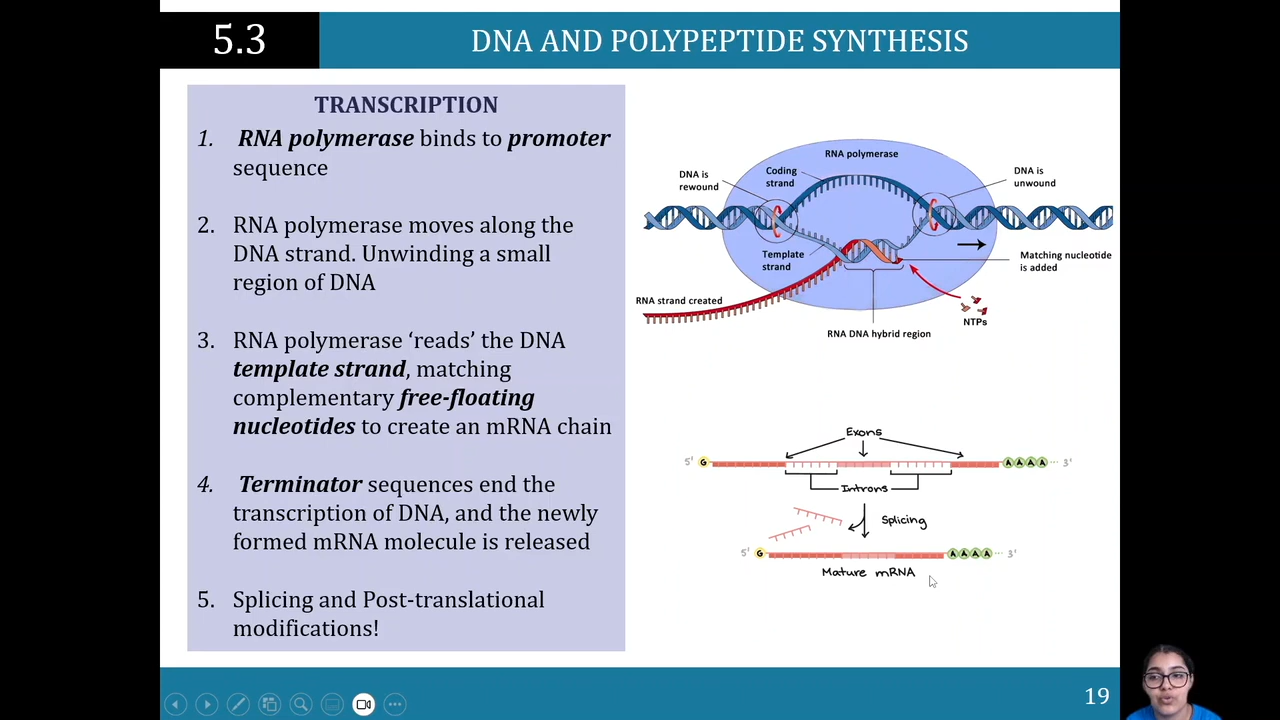 5.3
DNA AND POLYPEPTIDE SYNTHESIS
TRANSCRIPTION
1. RNA polymerase binds to promoter
sequence
2. RNA polymerase moves along the
DNA strand. Unwinding a small
region of DNA
3. RNA polymerase ‘reads’ the DNA
template strand, matching
complementary free-floating
nucleotides to create an mRNA chain
4. Terminator sequences end the
transcription of DNA, and the newly
formed mRNA molecule is released
5. Splicing and Post-translational
modifications!
RNA polymerase
DNA is
rewound
Coding
strand
DNA is
unwound
Template
strand
Matching nucleotide
is added
RNA strand created
NTPs
RNA DNA hybrid region
Exons
5' G A A A A ... 3'
Introns
Splicing
5' G A A A A ... 3'
Mature mRNA
19